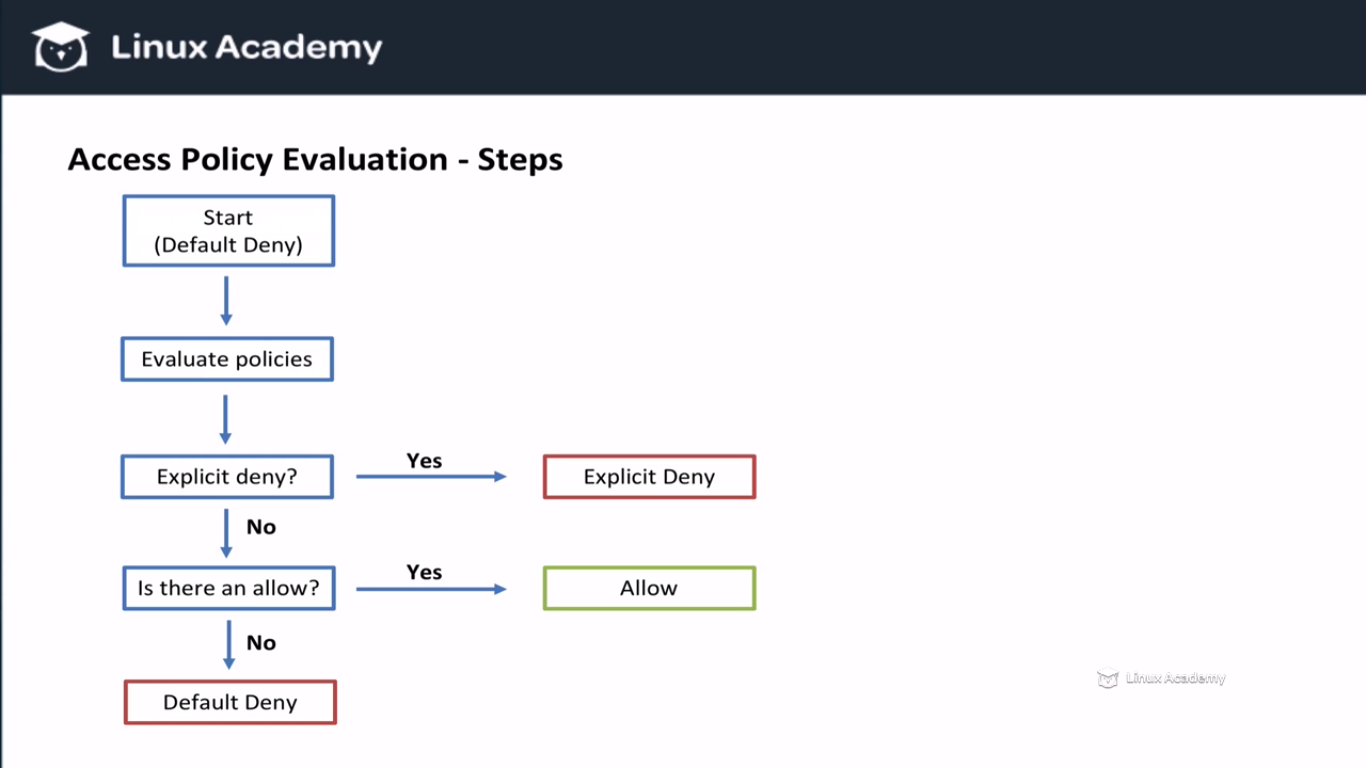 Linux Academy
Access Policy Evaluation - Steps
Start
(Default Deny)
Evaluate policies
Explicit deny?
Yes
Explicit Deny
No
Is there an allow?
Yes
Allow
No
Default Deny
Linux Academy